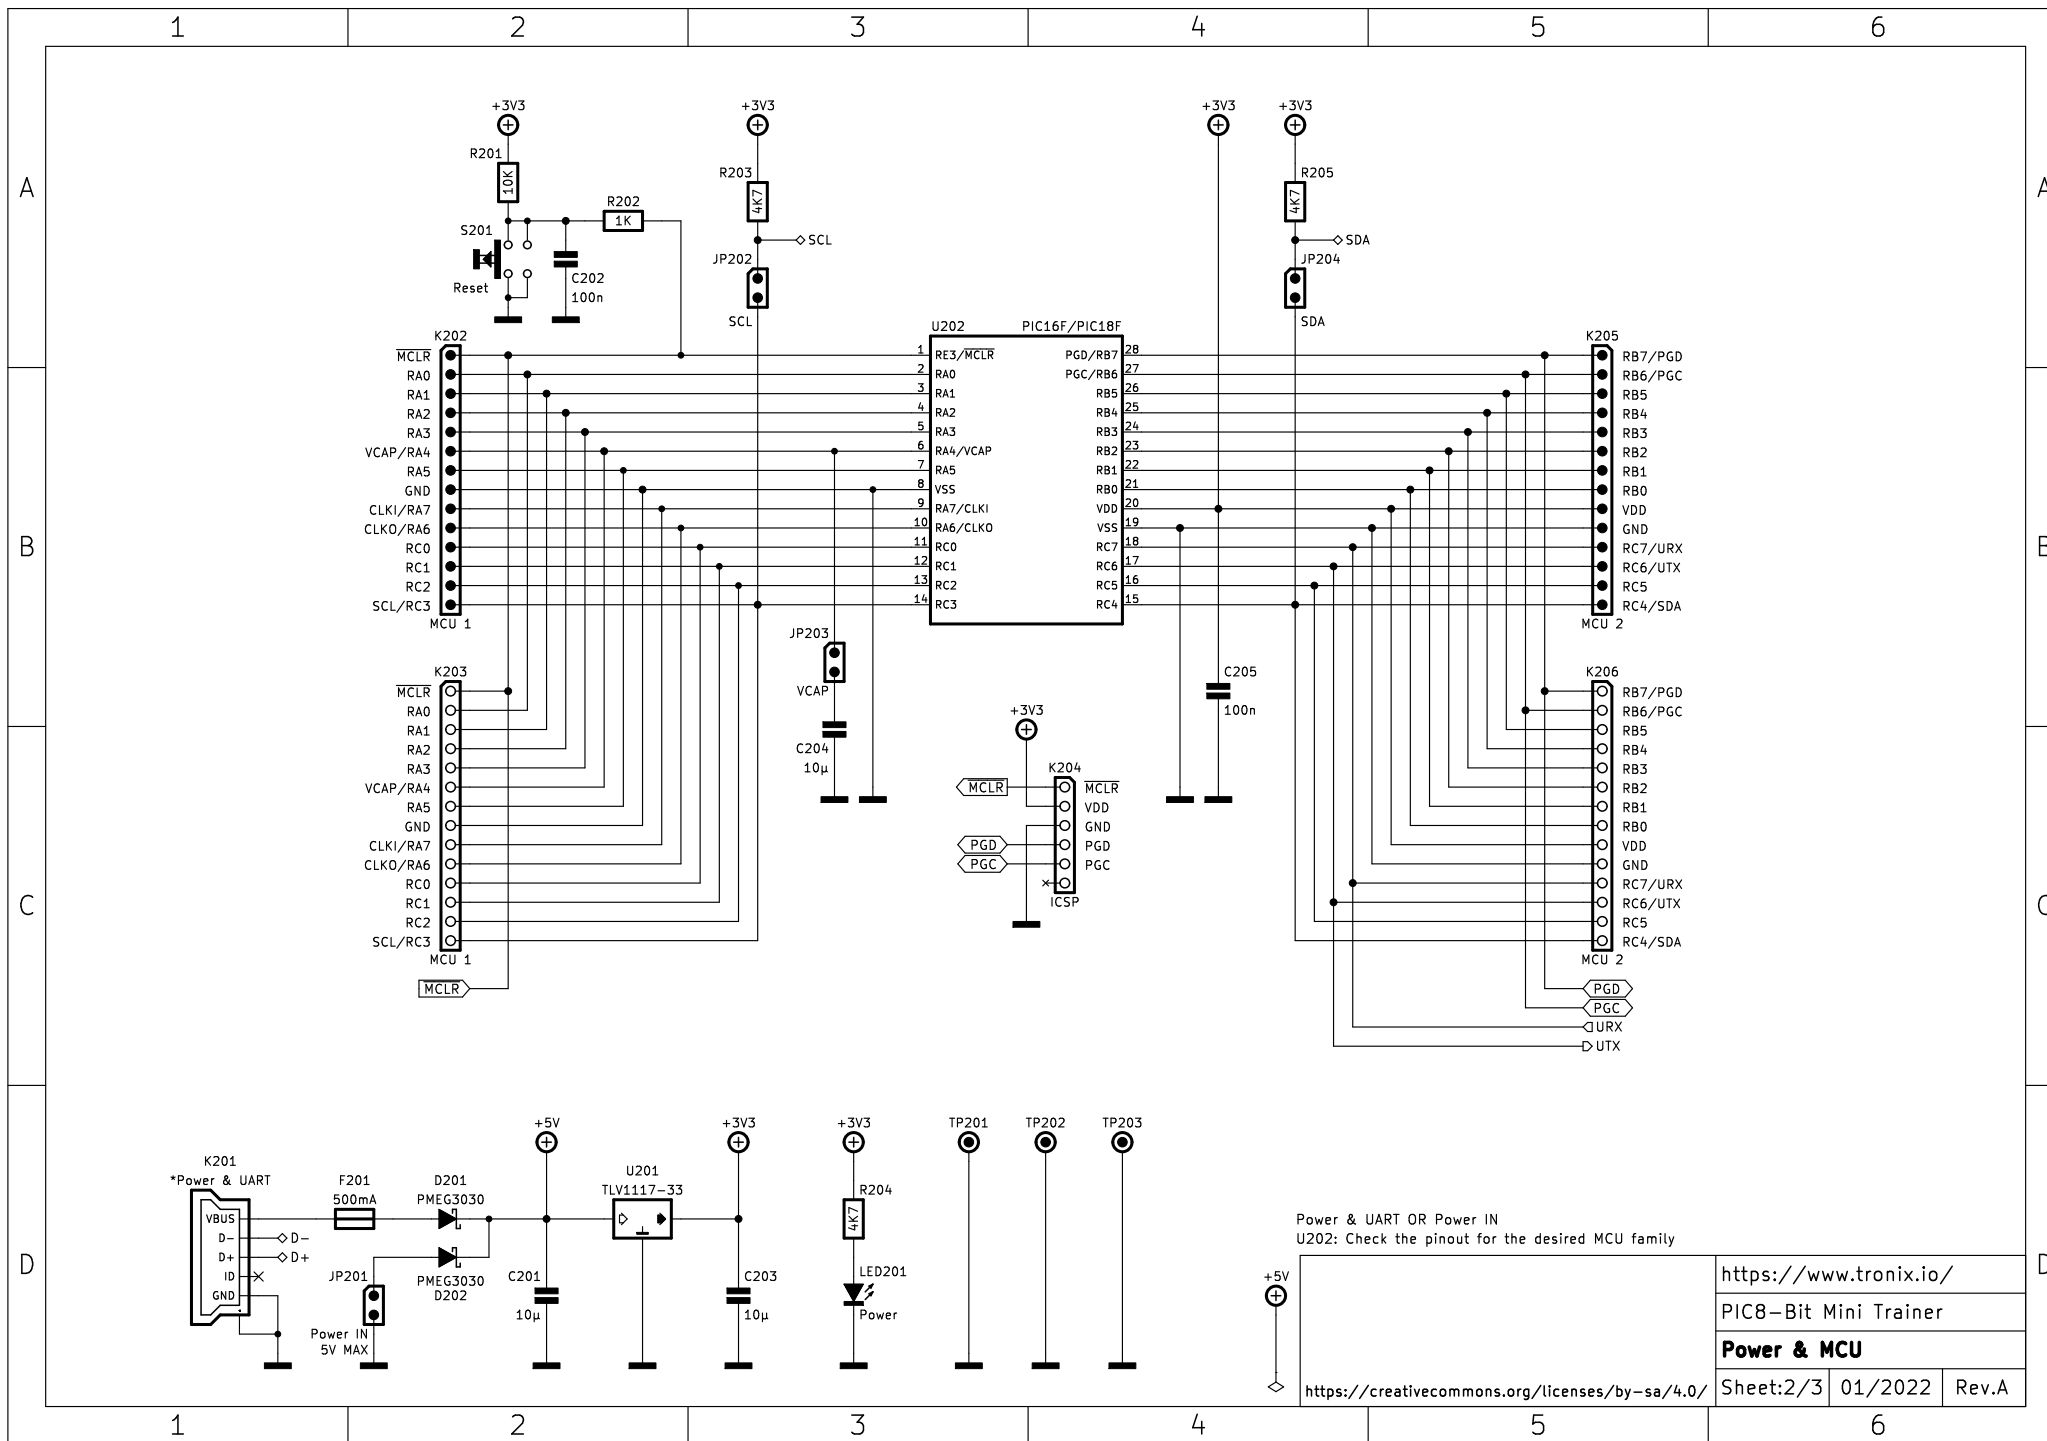 1 2 3 4 5 6
A
B
C
D
+3V3
R201
10K
R202
1K
S201
Reset
C202
100n
+3V3
R203
4K7
SCL
JP202
SCL
+3V3
+3V3
R205
4K7
SDA
JP204
SDA
K202
MCLR
RA0
RA1
RA2
RA3
VCAP/RA4
RA5
GND
CLKI/RA7
CLKO/RA6
RC0
RC1
RC2
SCL/RC3
MCU 1
U202 PIC16F/PIC18F
1 RE3/MCLR PGD/RB7 28
2 RA0 PGC/RB6 27
3 RA1 RB5 26
4 RA2 RB4 25
5 RA3 RB3 24
6 RA4/VCAP RB2 23
7 RA5 RB1 22
8 VSS RB0 21
9 RA7/CLKI VDD 20
10 RA6/CLKO VSS 19
11 RC0 RC7 18
12 RC1 RC6 17
13 RC2 RC5 16
14 RC3 RC4 15
K205
RB7/PGD
RB6/PGC
RB5
RB4
RB3
RB2
RB1
RB0
VDD
GND
RC7/URX
RC6/UTX
RC5
RC4/SDA
MCU 2
K203
MCLR
RA0
RA1
RA2
RA3
VCAP/RA4
RA5
GND
CLKI/RA7
CLKO/RA6
RC0
RC1
RC2
SCL/RC3
MCU 1
MCLR
JP203
VCAP
C204
10µ
+3V3
K204
MCLR MCLR
VDD
GND
PGD PGD
PGC PGC
ICSP
C205
100n
K206
RB7/PGD
RB6/PGC
RB5
RB4
RB3
RB2
RB1
RB0
VDD
GND
RC7/URX
RC6/UTX
RC5
RC4/SDA
MCU 2
PGD
PGC
URX
UTX
K201
*Power & UART
VBUS
D- D-
D+ D+
ID
GND
F201
500mA
D201
PMEG3030
PMEG3030
D202
JP201
Power IN
5V MAX
+5V
C201
10µ
U201
TLV1117-33
+3V3
C203
10µ
+3V3
R204
4K7
LED201
Power
TP201
TP202
TP203
+5V
Power & UART OR Power IN
U202: Check the pinout for the desired MCU family
https://creativecommons.org/licenses/by-sa/4.0/
https://www.tronix.io/
PIC8-Bit Mini Trainer
Power & MCU
Sheet:2/3 01/2022 Rev.A
A
B
C
D
1 2 3 4 5 6